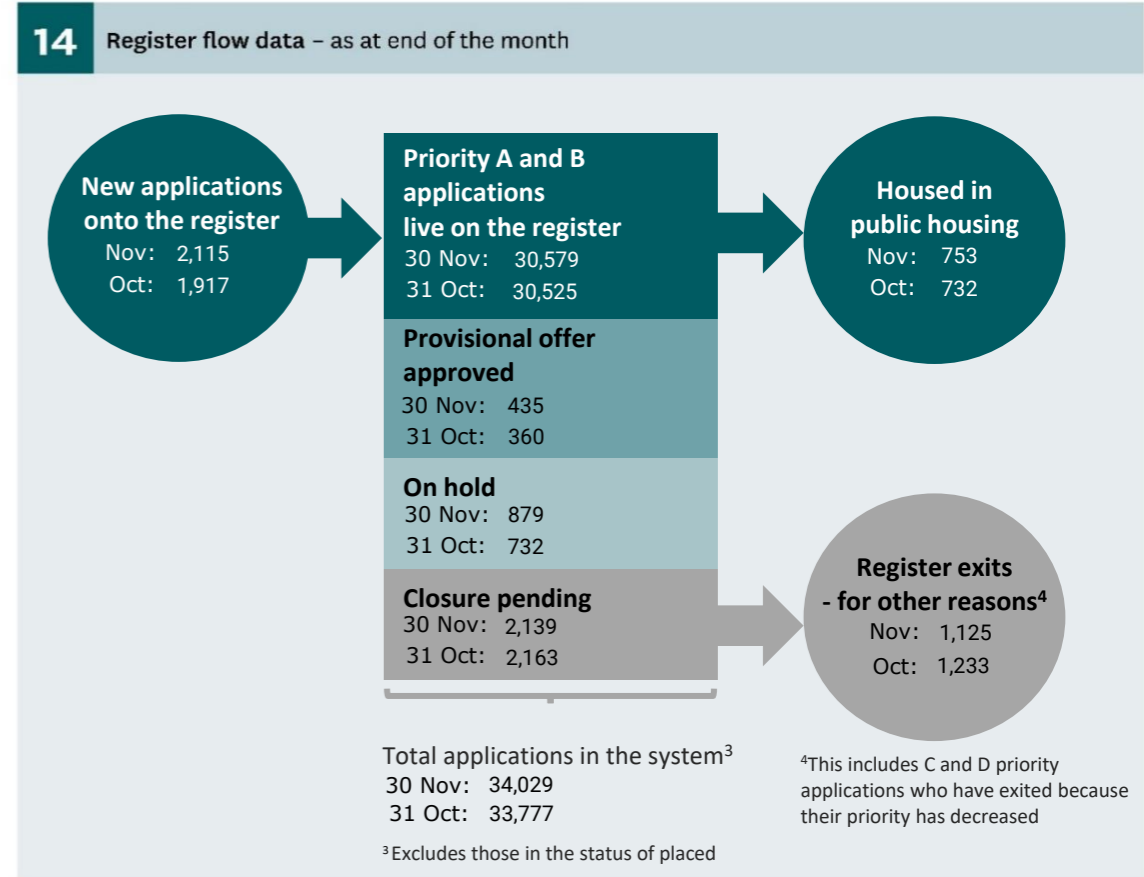 14 Register flow data – as at end of the month
New applications
onto the register
Nov: 2,115
Oct: 1,917
Priority A and B
applications
live on the register
30 Nov: 30,579
31 Oct: 30,525
Provisional offer
approved
30 Nov: 435
31 Oct: 360
On hold
30 Nov: 879
31 Oct: 732
Closure pending
30 Nov: 2,139
31 Oct: 2,163
Housed in
public housing
Nov: 753
Oct: 732
Register exits
- for other reasons⁴
Nov: 1,125
Oct: 1,233
Total applications in the system³
30 Nov: 34,029
31 Oct: 33,777
³Excludes those in the status of placed
⁴This includes C and D priority
applications who have exited because
their priority has decreased